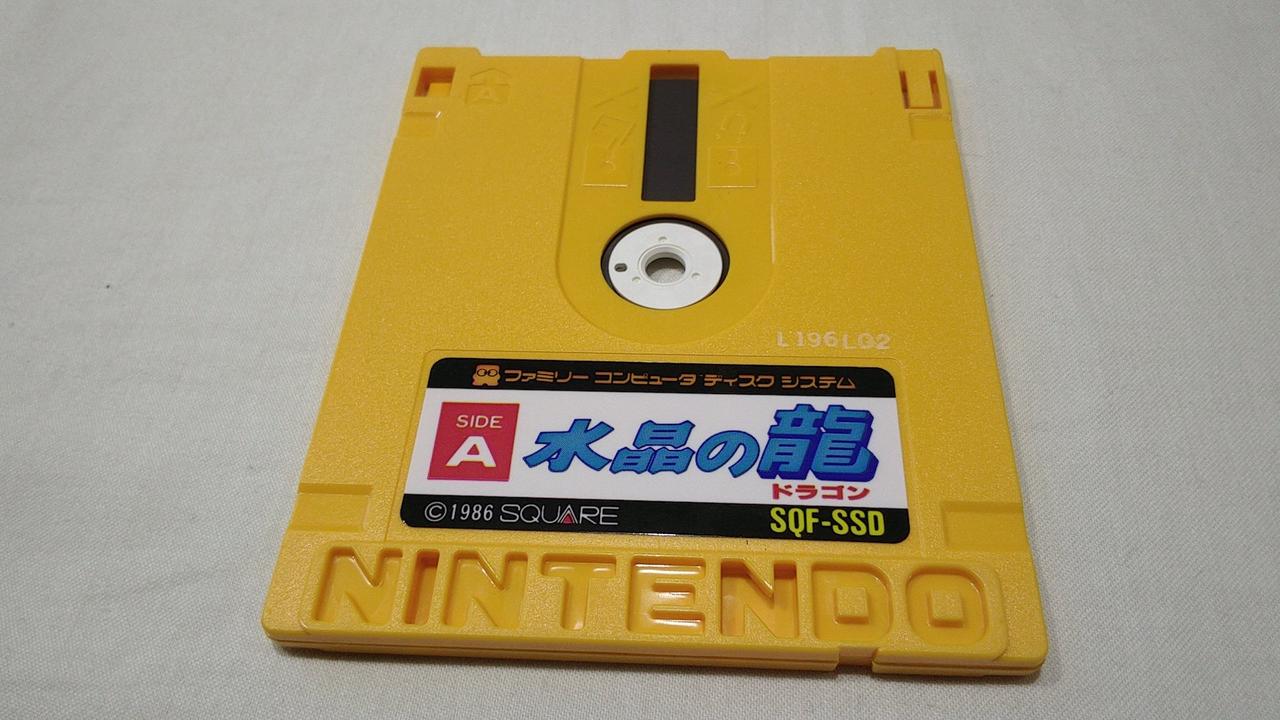 L196L02
ファミリー コンピュータ ディスク システム
SIDE
A
水晶の龍
ドラゴン
©1986 SQUARE
SQF-SSD
NINTENDO